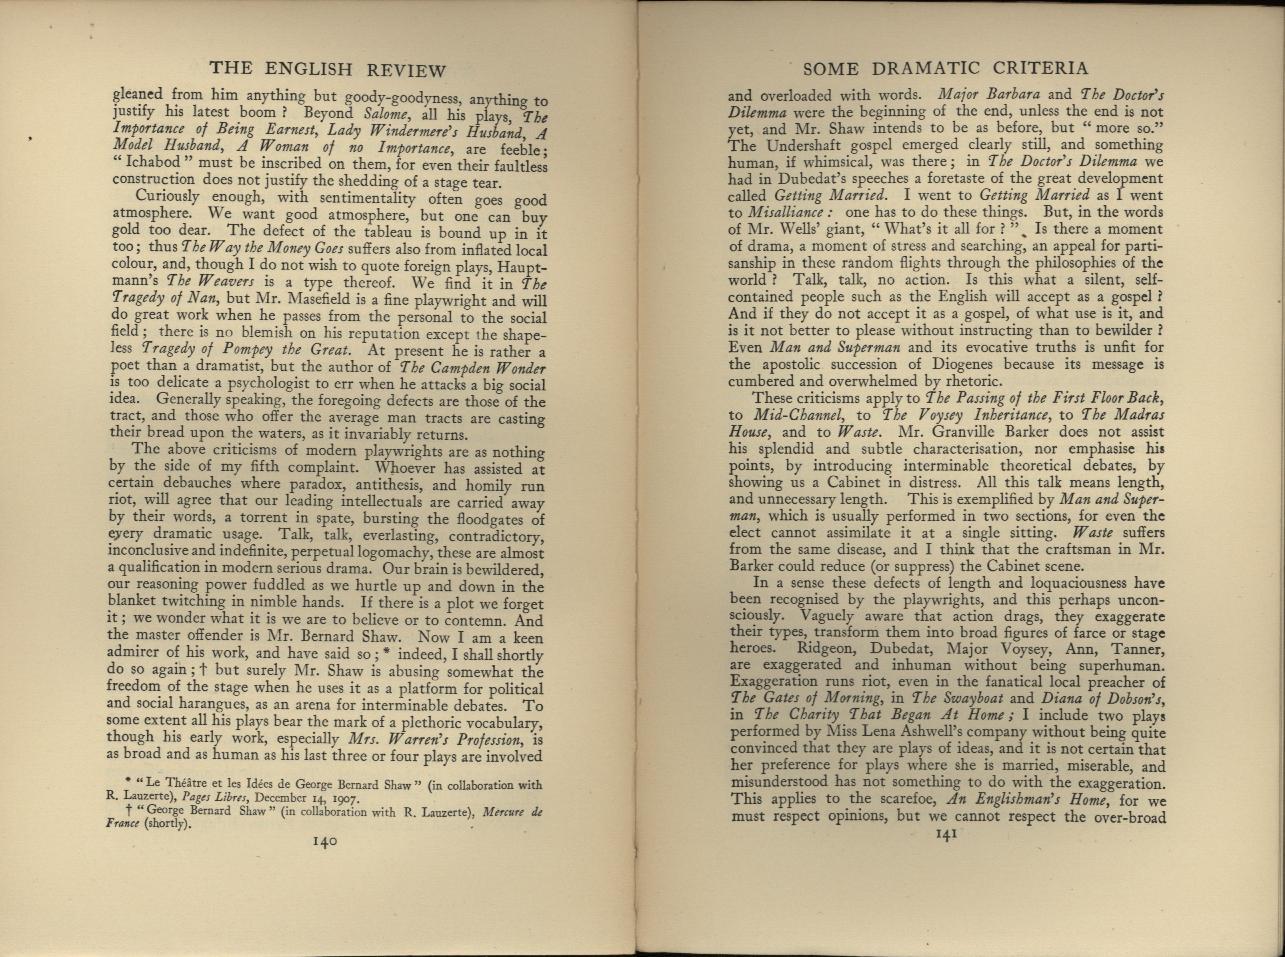 THE ENGLISH REVIEW
gleaned from him anything but goody-goodyness, anything to
justify his latest boom ? Beyond Salome, all his plays, The
Importance of Being Earnest, Lady Windermere's Husband, A
Model Husband, A Woman of no Importance, are feeble;
“ Ichabod ” must be inscribed on them, for even their faultless
construction does not justify the shedding of a stage tear.
Curiously enough, with sentimentality often goes good
atmosphere. We want good atmosphere, but one can buy
gold too dear. The defect of the tableau is bound up in it
too ; thus The Way the Money Goes suffers also from inflated local
colour, and, though I do not wish to quote foreign plays, Haupt-
mann's The Weavers is a type thereof. We find it in The
Tragedy of Nan, but Mr. Masefield is a fine playwright and will
do great work when he passes from the personal to the social
field ; there is no blemish on his reputation except the shape-
less Tragedy of Pompey the Great. At present he is rather a
poet than a dramatist, but the author of The Campden Wonder
is too delicate a psychologist to err when he attacks a big social
idea. Generally speaking, the foregoing defects are those of the
tract, and those who offer the average man tracts are casting
their bread upon the waters, as it invariably returns.
The above criticisms of modern playwrights are as nothing
by the side of my fifth complaint. Whoever has assisted at
certain debauches where paradox, antithesis, and homily run
riot, will agree that our leading intellectuals are carried away
by their words, a torrent in spate, bursting the floodgates of
every dramatic usage. Talk, talk, everlasting, contradictory,
inconclusive and indefinite, perpetual logomachy, these are almost
a qualification in modern serious drama. Our brain is bewildered,
our reasoning power fuddled as we hurtle up and down in the
blanket twitching in nimble hands. If there is a plot we forget
it ; we wonder what it is we are to believe or to contemn. And
the master offender is Mr. Bernard Shaw. Now I am a keen
admirer of his work, and have said so ; * indeed, I shall shortly
do so again ; † but surely Mr. Shaw is abusing somewhat the
freedom of the stage when he uses it as a platform for political
and social harangues, as an arena for interminable debates. To
some extent all his plays bear the mark of a plethoric vocabulary,
though his early work, especially Mrs. Warren's Profession, is
as broad and as human as his last three or four plays are involved
* “ Le Théâtre et les Idées de George Bernard Shaw ” (in collaboration with
R. Lauzerte), Pages Libres, December 14, 1907.
† “ George Bernard Shaw ” (in collaboration with R. Lauzerte), Mercure de
France (shortly).
140
SOME DRAMATIC CRITERIA
and overloaded with words. Major Barbara and The Doctor's
Dilemma were the beginning of the end, unless the end is not
yet, and Mr. Shaw intends to be as before, but “ more so.”
The Undershaft gospel emerged clearly still, and something
human, if whimsical, was there ; in The Doctor's Dilemma we
had in Dubedat's speeches a foretaste of the great development
called Getting Married. I went to Getting Married as I went
to Misalliance : one has to do these things. But, in the words
of Mr. Wells' giant, “ What's it all for ? ” Is there a moment
of drama, a moment of stress and searching, an appeal for parti-
sanship in these random flights through the philosophies of the
world ? Talk, talk, no action. Is this what a silent, self-
contained people such as the English will accept as a gospel ?
And if they do not accept it as a gospel, of what use is it, and
is it not better to please without instructing than to bewilder ?
Even Man and Superman and its evocative truths is unfit for
the apostolic succession of Diogenes because its message is
cumbered and overwhelmed by rhetoric.
These criticisms apply to The Passing of the First Floor Back,
to Mid-Channel, to The Voysey Inheritance, to The Madras
House, and to Waste. Mr. Granville Barker does not assist
his splendid and subtle characterisation, nor emphasise his
points, by introducing interminable theoretical debates, by
showing us a Cabinet in distress. All this talk means length,
and unnecessary length. This is exemplified by Man and Super-
man, which is usually performed in two sections, for even the
elect cannot assimilate it at a single sitting. Waste suffers
from the same disease, and I think that the craftsman in Mr.
Barker could reduce (or suppress) the Cabinet scene.
In a sense these defects of length and loquaciousness have
been recognised by the playwrights, and this perhaps uncon-
sciously. Vaguely aware that action drags, they exaggerate
their types, transform them into broad figures of farce or stage
heroes. Ridgeon, Dubedat, Major Voysey, Ann, Tanner,
are exaggerated and inhuman without being superhuman.
Exaggeration runs riot, even in the fanatical local preacher of
The Gates of Morning, in The Swayboat and Diana of Dobson's,
in The Charity That Began At Home ; I include two plays
performed by Miss Lena Ashwell's company without being quite
convinced that they are plays of ideas, and it is not certain that
her preference for plays where she is married, miserable, and
misunderstood has not something to do with the exaggeration.
This applies to the scarefoe, An Englishman's Home, for we
must respect opinions, but we cannot respect the over-broad
141